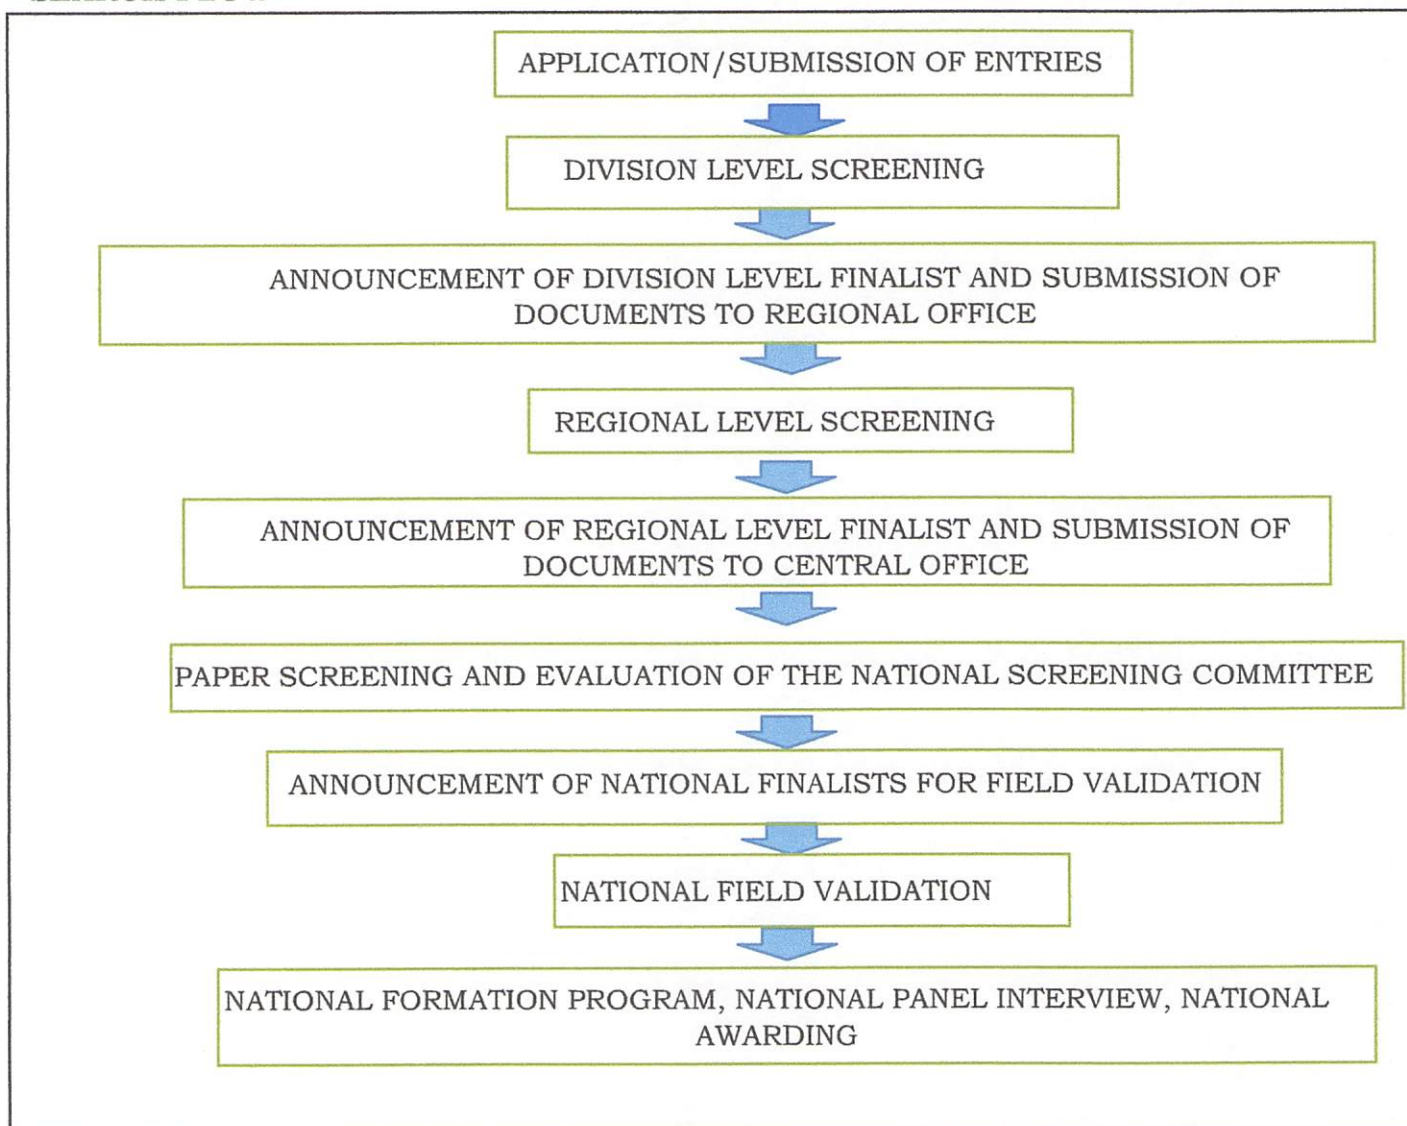 APPLICATION/SUBMISSION OF ENTRIES
DIVISION LEVEL SCREENING
ANNOUNCEMENT OF DIVISION LEVEL FINALIST AND SUBMISSION OF
DOCUMENTS TO REGIONAL OFFICE
REGIONAL LEVEL SCREENING
ANNOUNCEMENT OF REGIONAL LEVEL FINALIST AND SUBMISSION OF
DOCUMENTS TO CENTRAL OFFICE
PAPER SCREENING AND EVALUATION OF THE NATIONAL SCREENING COMMITTEE
ANNOUNCEMENT OF NATIONAL FINALISTS FOR FIELD VALIDATION
NATIONAL FIELD VALIDATION
NATIONAL FORMATION PROGRAM, NATIONAL PANEL INTERVIEW, NATIONAL
AWARDING